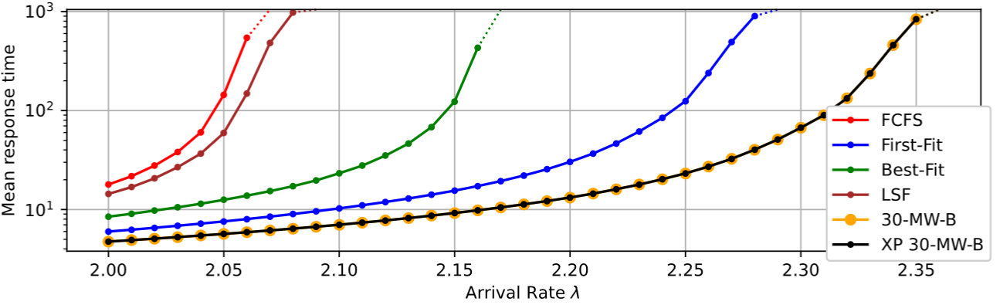 10³
10²
10¹
Mean response time
2.00 2.05 2.10 2.15 2.20 2.25 2.30 2.35
Arrival Rate λ
FCFS
First-Fit
Best-Fit
LSF
30-MW-B
XP 30-MW-B